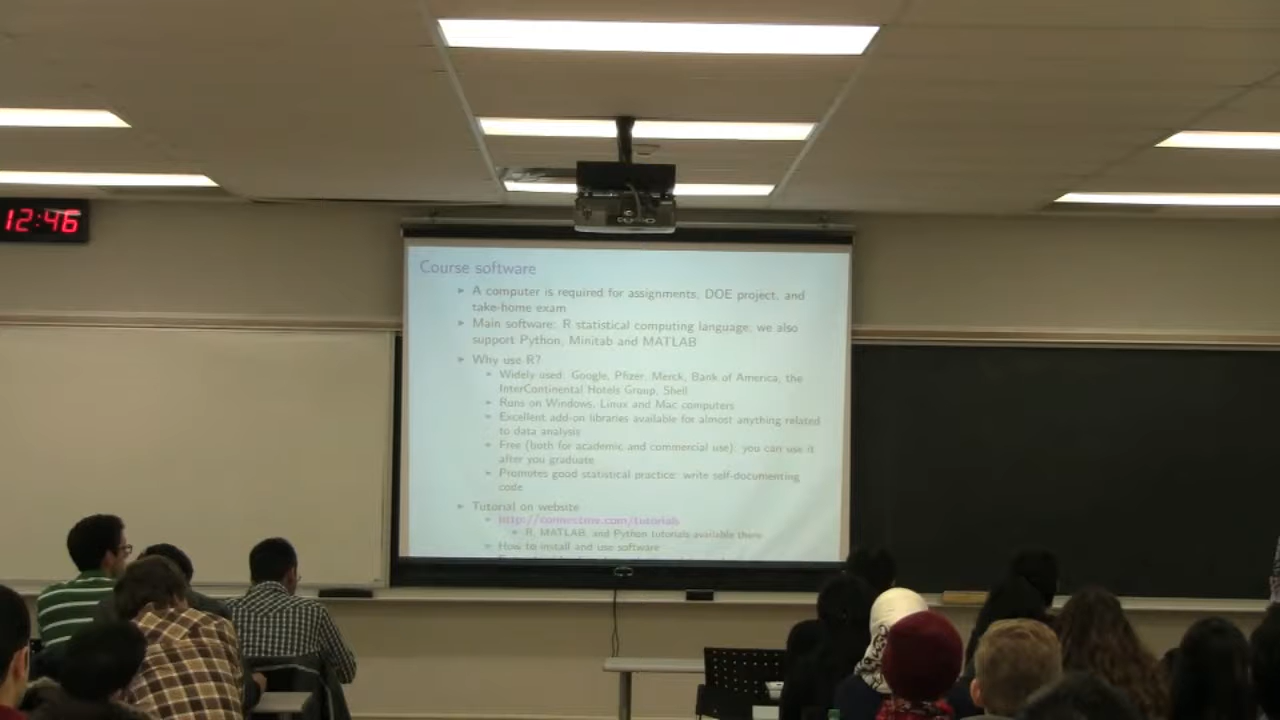 12:46
Course software
A computer is required for assignments, DOE project, and
take-home exam
Main software: R statistical computing language, we also
support Python, Minitab and MATLAB
Why use R?
Widely used: Google, Pfizer, Merck, Bank of America, the
InterContinental Hotels Group, Shell
Runs on Windows, Linux and Mac computers
Excellent add-on libraries available for almost anything related
to data analysis
Free (both for academic and commercial use): you can use it
after you graduate
Promotes good statistical practice: write self-documenting
code
Tutorial on website
http://connectmv.com/tutorials
R, MATLAB, and Python tutorials available there
How to install and use software